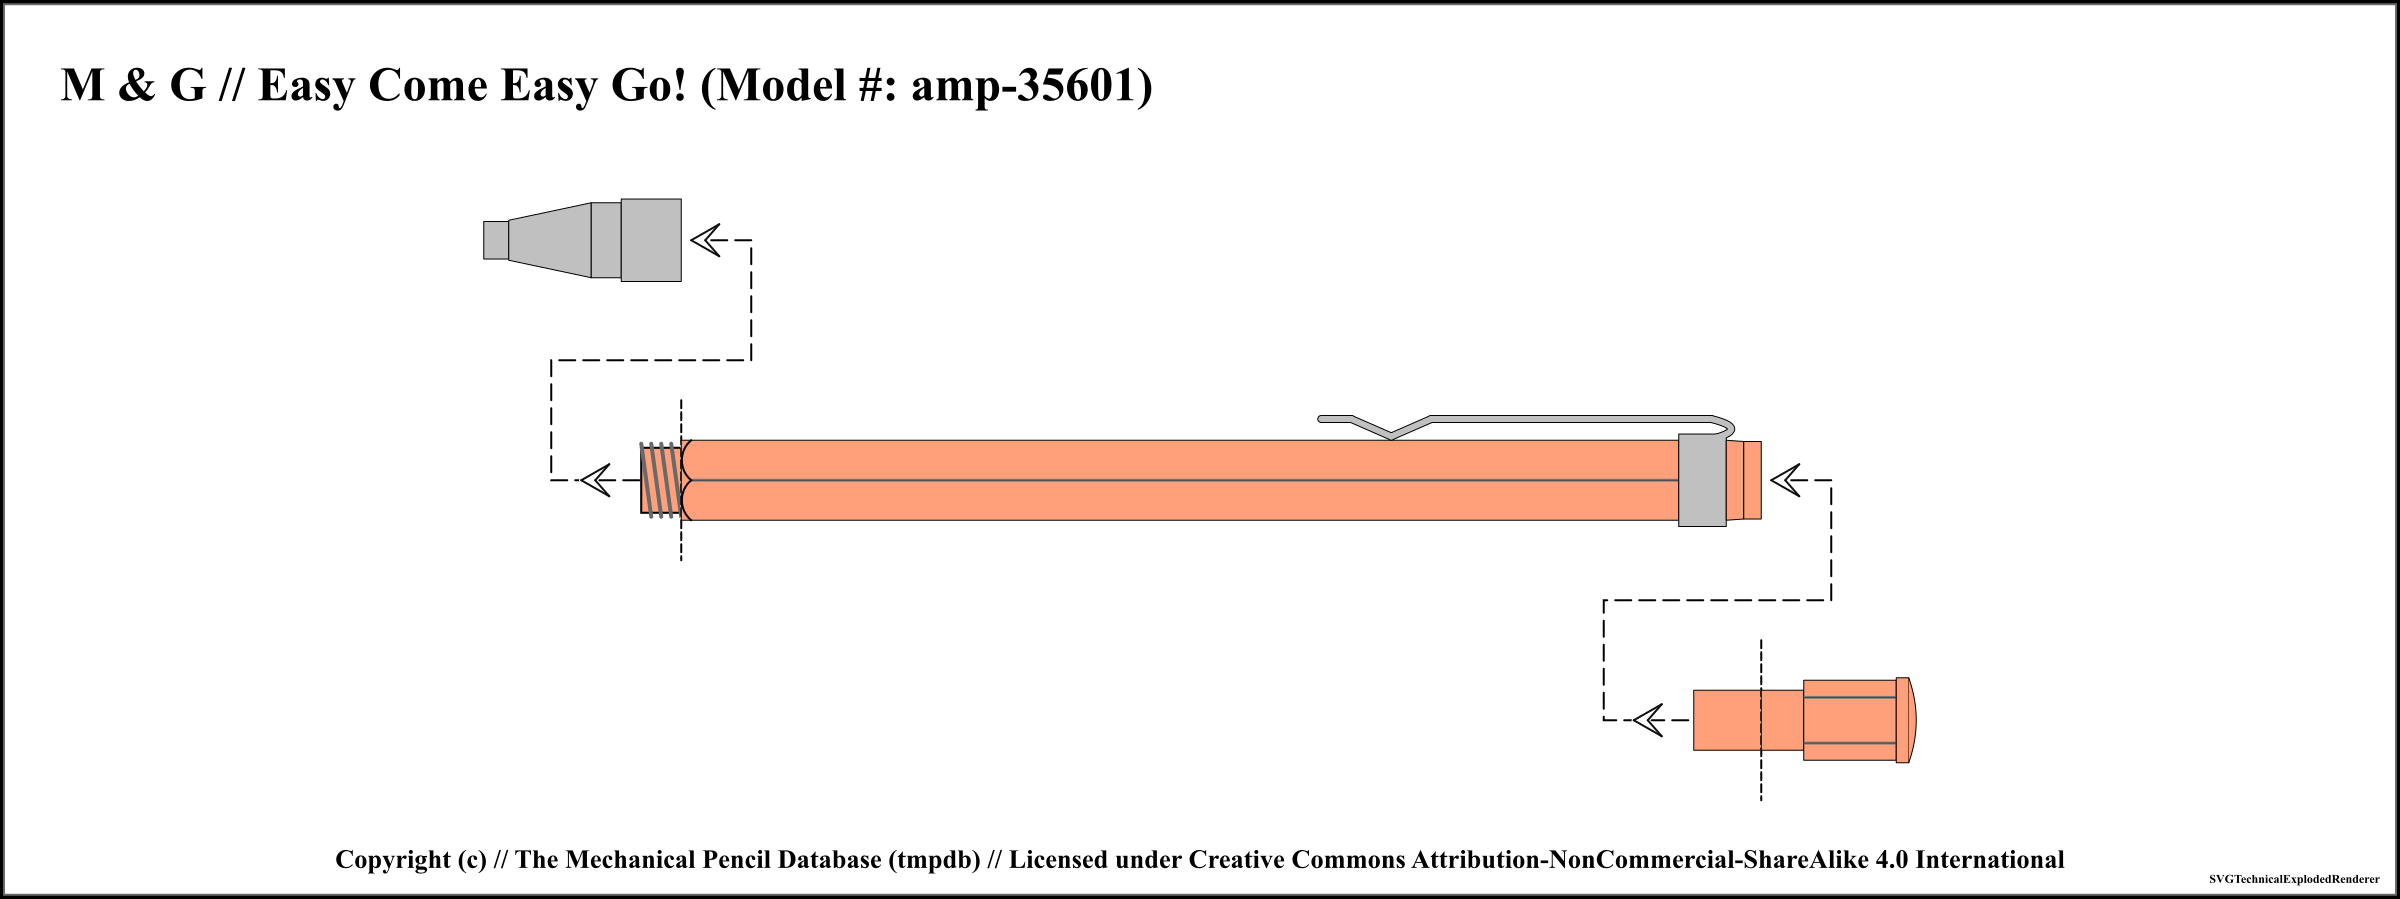 M & G // Easy Come Easy Go! (Model #: amp-35601)
Copyright (c) // The Mechanical Pencil Database (tmpdb) // Licensed under Creative Commons Attribution-NonCommercial-ShareAlike 4.0 International
SVGTechnicalExplodedRenderer